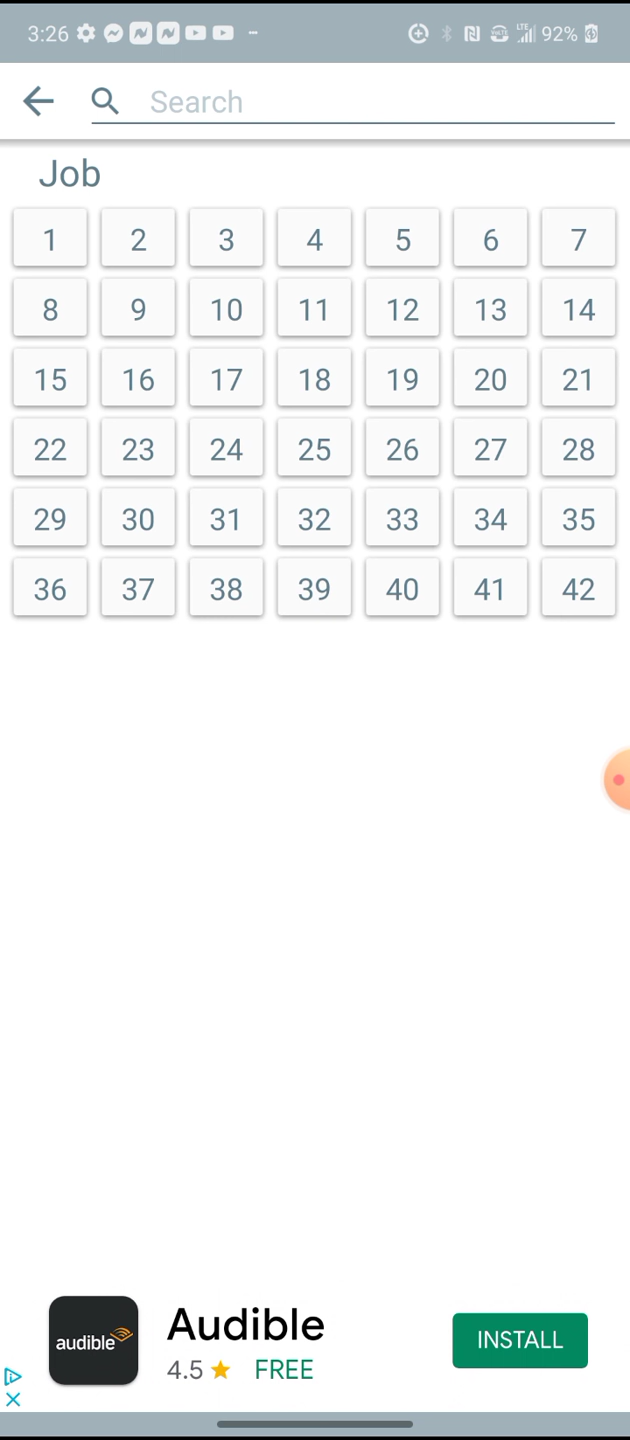 3:26 LTE 92%
Search
Job
1 2 3 4 5 6 7
8 9 10 11 12 13 14
15 16 17 18 19 20 21
22 23 24 25 26 27 28
29 30 31 32 33 34 35
36 37 38 39 40 41 42
audible
Audible
INSTALL
4.5 FREE